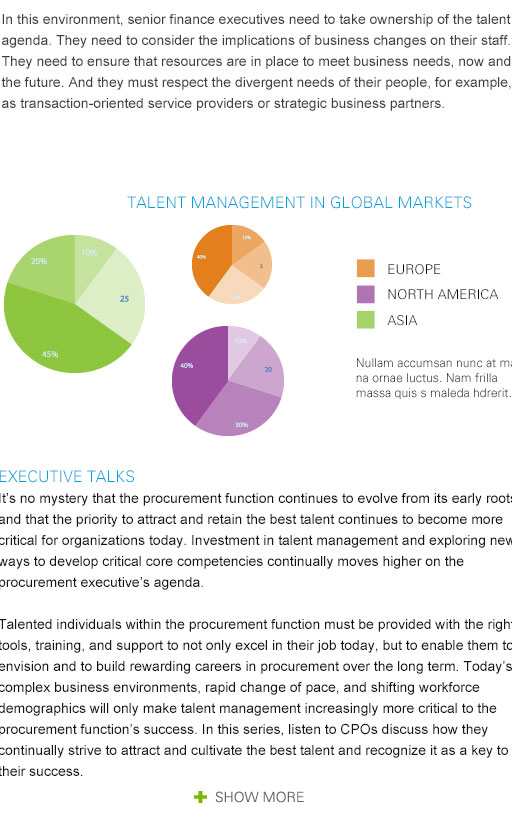 In this environment, senior finance executives need to take ownership of the talent
agenda. They need to consider the implications of business changes on their staff.
They need to ensure that resources are in place to meet business needs, now and
the future. And they must respect the divergent needs of their people, for example,
as transaction-oriented service providers or strategic business partners.
TALENT MANAGEMENT IN GLOBAL MARKETS
20%
10%
25
45%
40%
10%
2
EUROPE
NORTH AMERICA
ASIA
40%
10%
20
30%
Nullam accumsan nunc at ma
na ornae luctus. Nam frilla
massa quis s maleda hdrerit.
EXECUTIVE TALKS
It's no mystery that the procurement function continues to evolve from its early roots
and that the priority to attract and retain the best talent continues to become more
critical for organizations today. Investment in talent management and exploring new
ways to develop critical core competencies continually moves higher on the
procurement executive's agenda.
Talented individuals within the procurement function must be provided with the right
tools, training, and support to not only excel in their job today, but to enable them to
envision and to build rewarding careers in procurement over the long term. Today's
complex business environments, rapid change of pace, and shifting workforce
demographics will only make talent management increasingly more critical to the
procurement function's success. In this series, listen to CPOs discuss how they
continually strive to attract and cultivate the best talent and recognize it as a key to
their success.
SHOW MORE